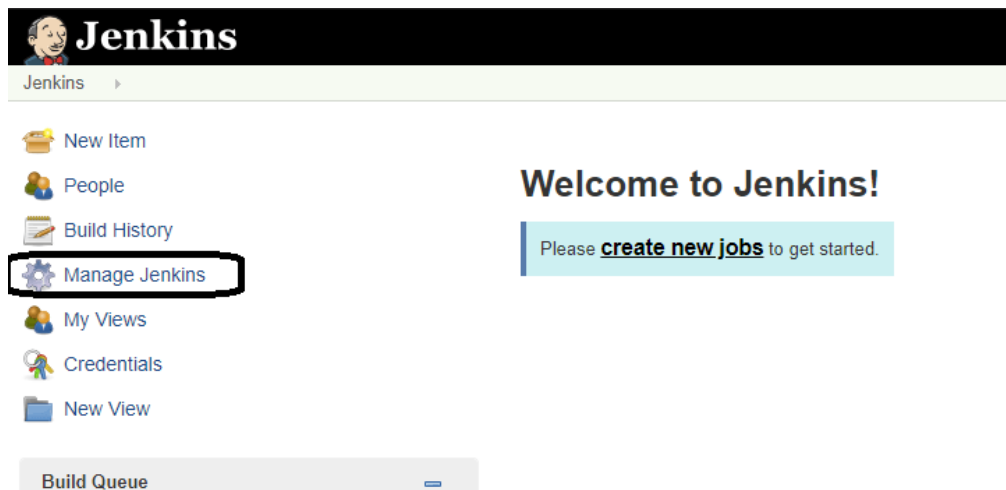 Jenkins
Jenkins
New Item
People
Build History
Manage Jenkins
My Views
Credentials
New View
Build Queue
Welcome to Jenkins!
Please create new jobs to get started.